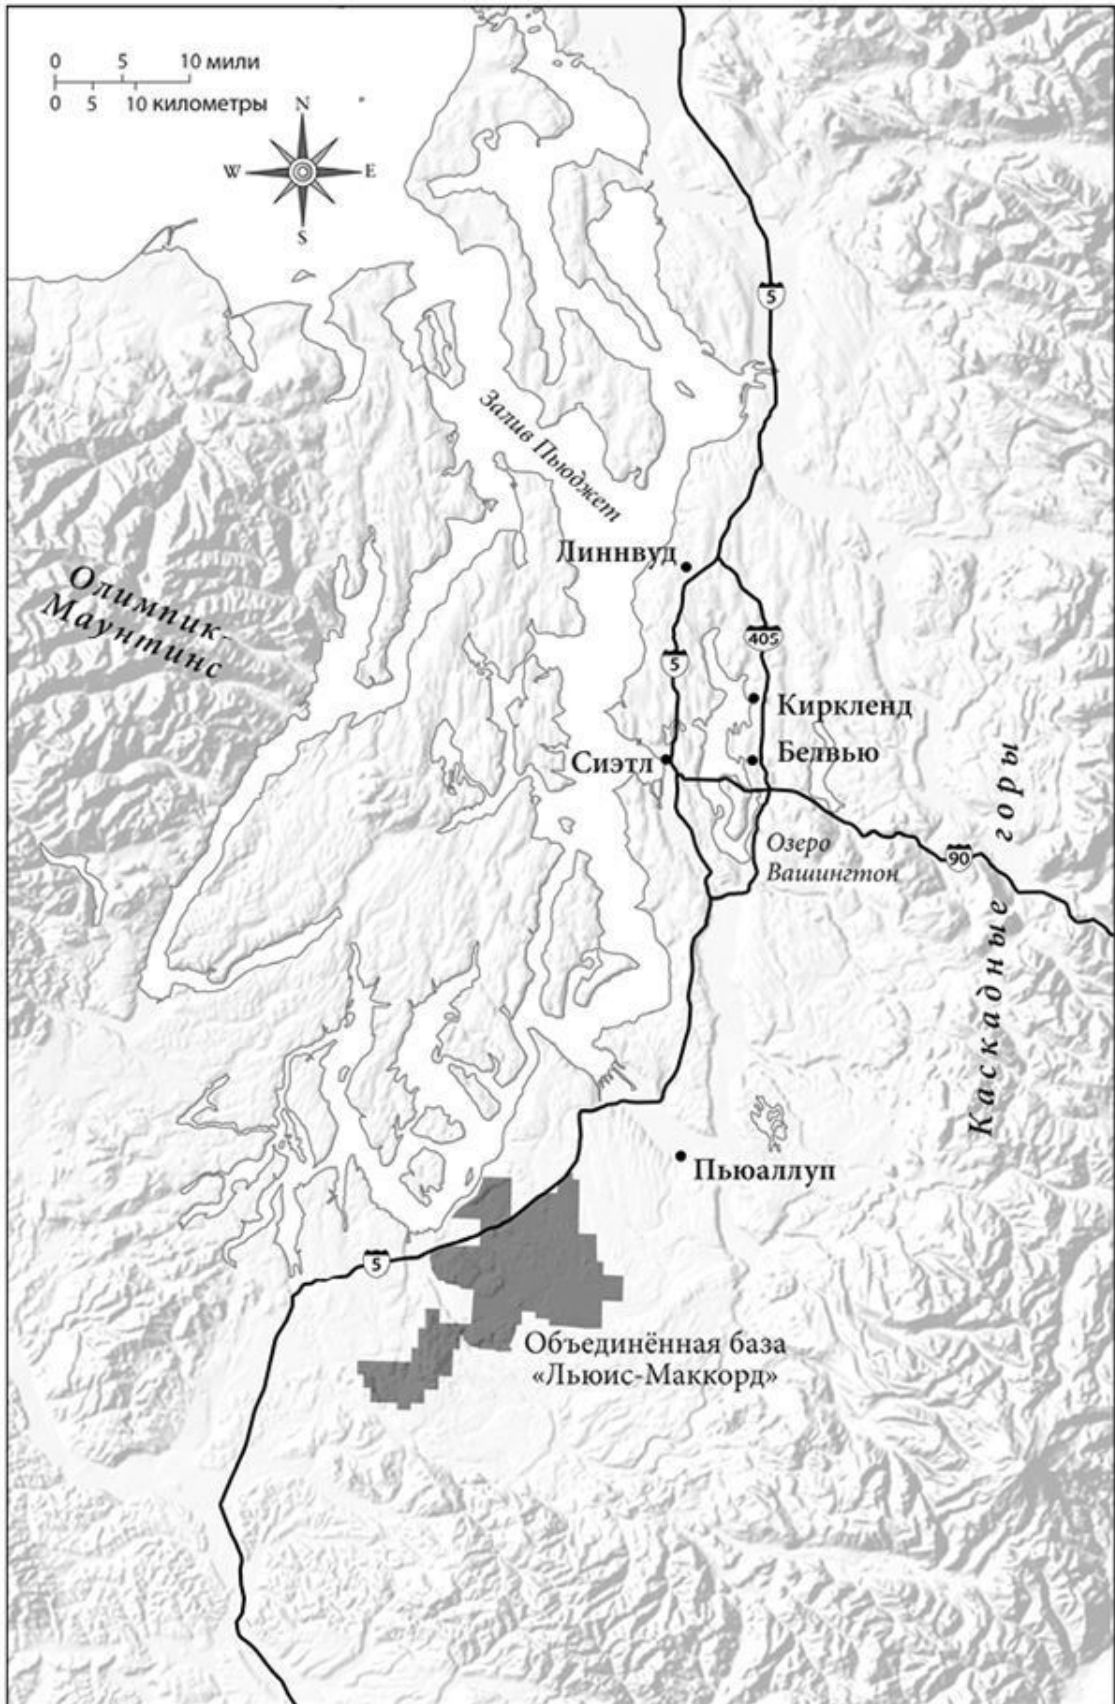 0 5 10 мили
0 5 10 километры
N
W E
S
5
Залив Пьюджет
Линнвуд
Олимпик-
Маунтинс
405
5
Киркленд
Сиэтл
Белвью
Озеро
Вашингтон
90
Каскадные горы
Пьюаллуп
5
Объединённая база
«Льюис-Маккорд»